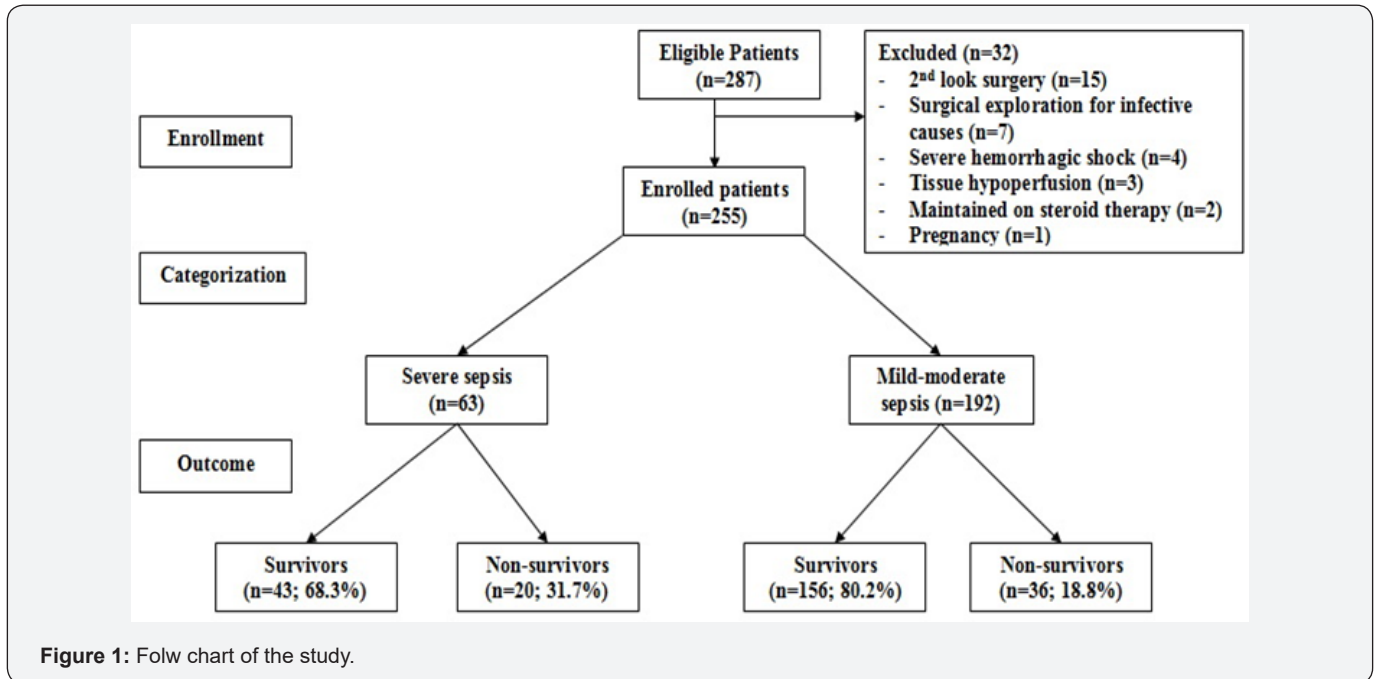 Eligible Patients
(n=287)
Excluded (n=32)
- 2nd look surgery (n=15)
- Surgical exploration for infective
causes (n=7)
- Severe hemorrhagic shock (n=4)
- Tissue hypoperfusion (n=3)
- Maintained on steroid therapy (n=2)
- Pregnancy (n=1)
Enrollment
Enrolled patients
(n=255)
Categorization
Severe sepsis
(n=63)
Mild-moderate
sepsis (n=192)
Outcome
Survivors
(n=43; 68.3%)
Non-survivors
(n=20; 31.7%)
Survivors
(n=156; 80.2%)
Non-survivors
(n=36; 18.8%)
Figure 1: Folw chart of the study.